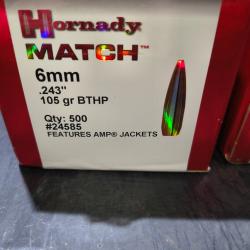 Hornady
MATCH™
6mm
.243"
105 gr BTHP
Qty: 500
#24585
FEATURES AMP® JACKETS